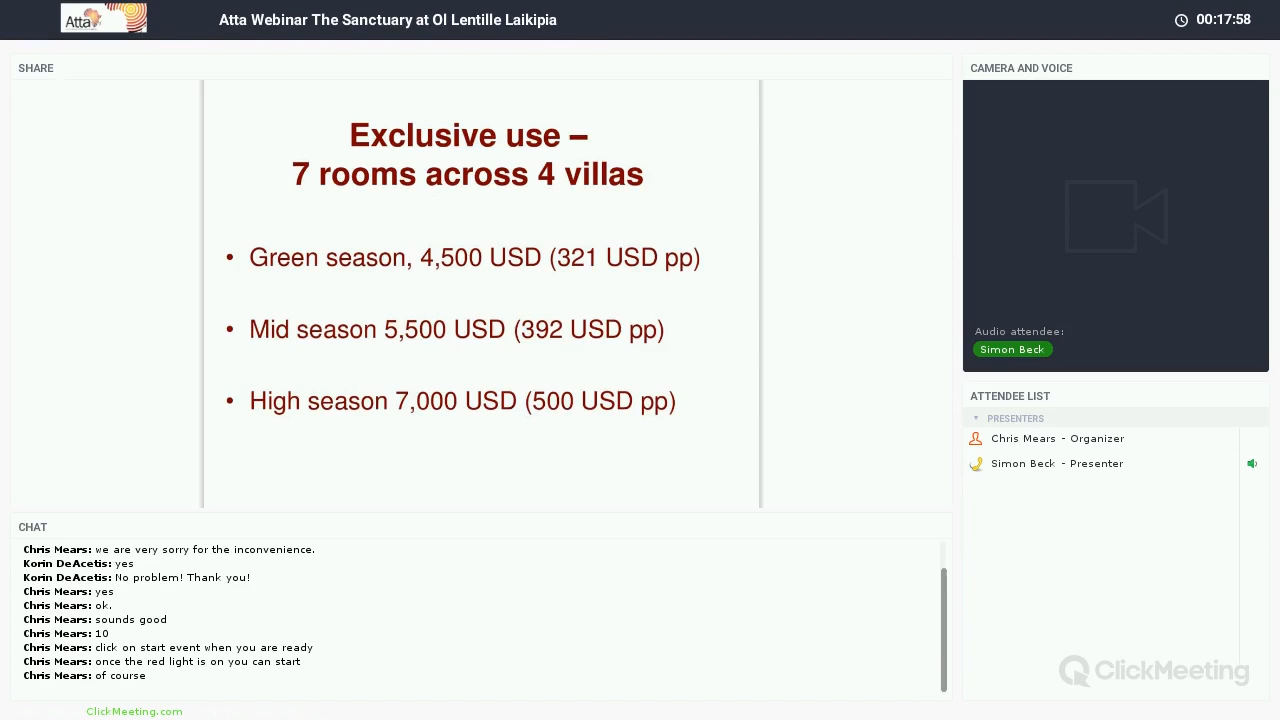 Atta
Atta Webinar The Sanctuary at Ol Lentille Laikipia
00:17:58
SHARE
Exclusive use –
7 rooms across 4 villas
• Green season, 4,500 USD (321 USD pp)
• Mid season 5,500 USD (392 USD pp)
• High season 7,000 USD (500 USD pp)
CHAT
Chris Mears: we are very sorry for the inconvenience.
Korin DeAcetis: yes
Korin DeAcetis: No problem! Thank you!
Chris Mears: yes
Chris Mears: ok.
Chris Mears: sounds good
Chris Mears: 10
Chris Mears: click on start event when you are ready
Chris Mears: once the red light is on you can start
Chris Mears: of course
ClickMeeting.com
CAMERA AND VOICE
Audio attendee:
Simon Beck
ATTENDEE LIST
PRESENTERS
Chris Mears - Organizer
Simon Beck - Presenter
ClickMeeting